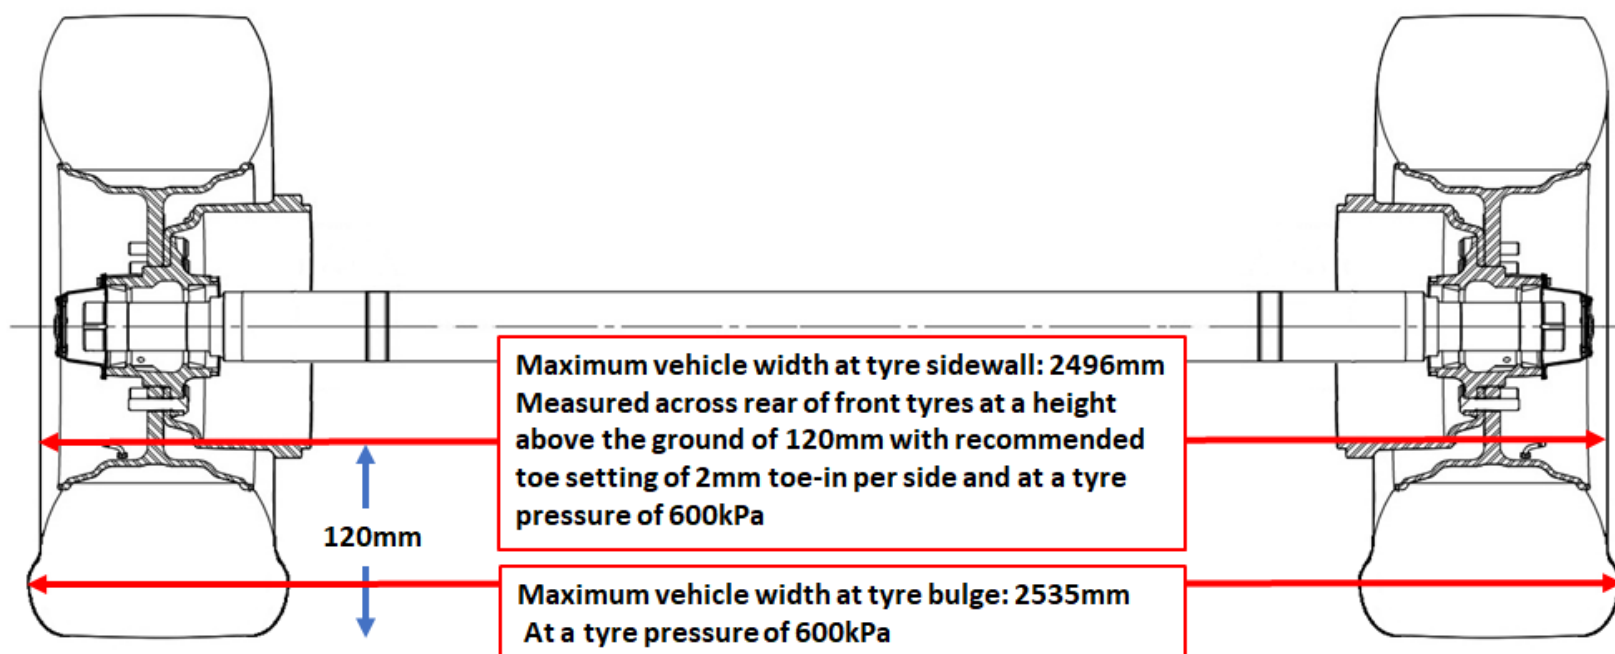 Maximum vehicle width at tyre sidewall: 2496mm
Measured across rear of front tyres at a height
above the ground of 120mm with recommended
toe setting of 2mm toe-in per side and at a tyre
pressure of 600kPa
120mm
Maximum vehicle width at tyre bulge: 2535mm
At a tyre pressure of 600kPa